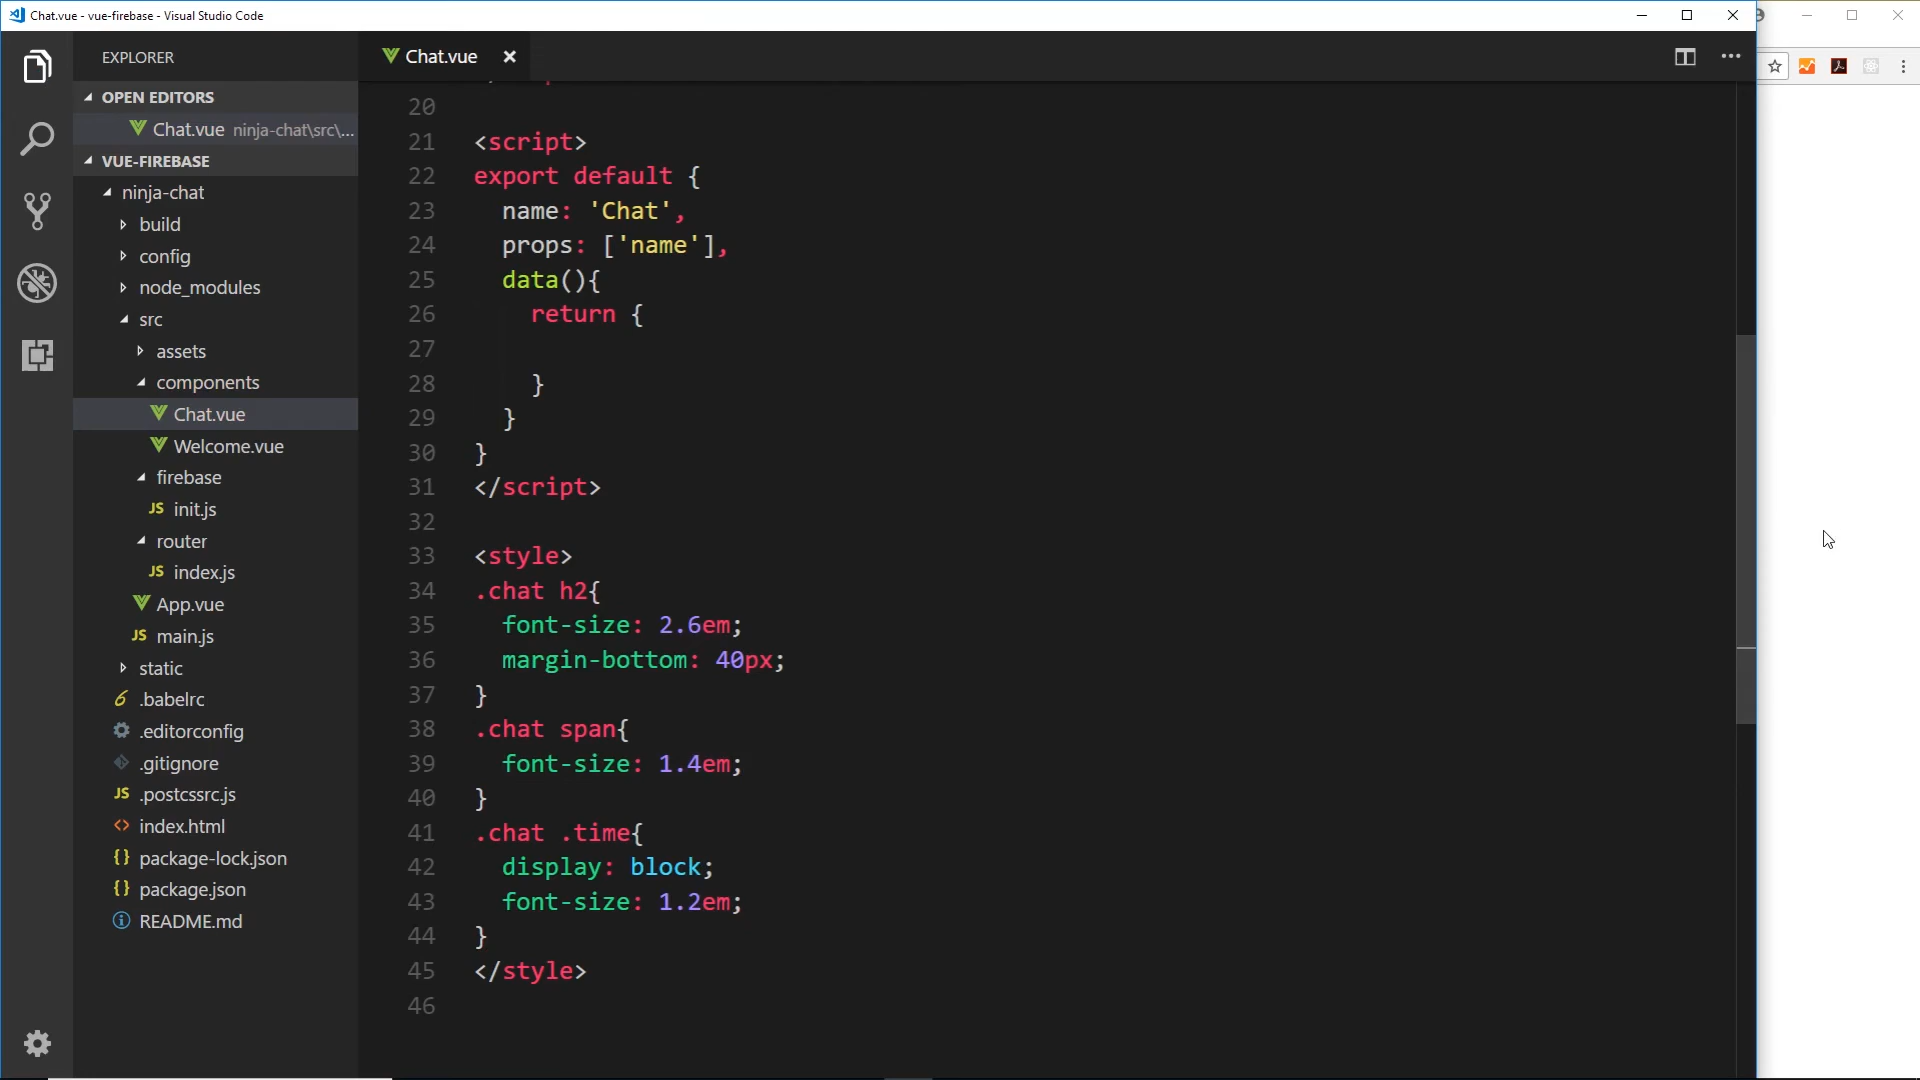 Chat.vue - vue-firebase - Visual Studio Code
EXPLORER
OPEN EDITORS
Chat.vue ninja-chat\src\...
VUE-FIREBASE
ninja-chat
build
config
node_modules
src
assets
components
Chat.vue
Welcome.vue
firebase
JS init.js
router
JS index.js
App.vue
JS main.js
static
.babelrc
.editorconfig
.gitignore
JS .postcssrc.js
<> index.html
{} package-lock.json
{} package.json
README.md
Chat.vue
20
21 <script>
22 export default {
23   name: 'Chat',
24   props: ['name'],
25   data(){
26     return {
27
28     }
29   }
30 }
31 </script>
32
33 <style>
34 .chat h2{
35   font-size: 2.6em;
36   margin-bottom: 40px;
37 }
38 .chat span{
39   font-size: 1.4em;
40 }
41 .chat .time{
42   display: block;
43   font-size: 1.2em;
44 }
45 </style>
46